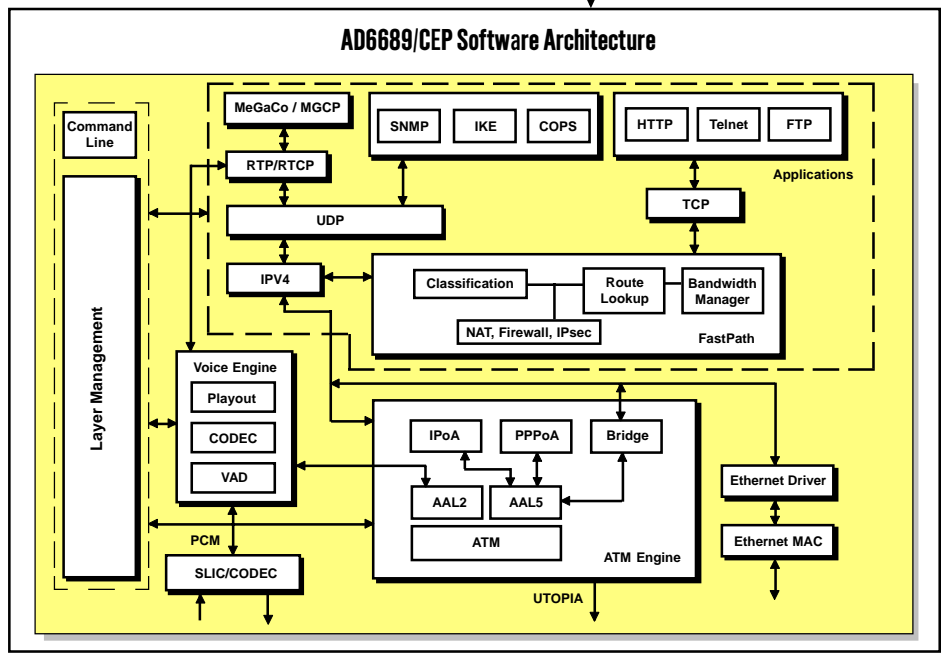 AD6689/CEP Software Architecture
Command
Line
Layer Management
MeGaCo / MGCP
RTP/RTCP
UDP
IPV4
SNMP
IKE
COPS
HTTP
Telnet
FTP
Applications
TCP
Classification
Route
Lookup
Bandwidth
Manager
NAT, Firewall, IPsec
FastPath
Voice Engine
Playout
CODEC
VAD
PCM
SLIC/CODEC
IPoA
PPPoA
Bridge
AAL2
AAL5
ATM
ATM Engine
UTOPIA
Ethernet Driver
Ethernet MAC